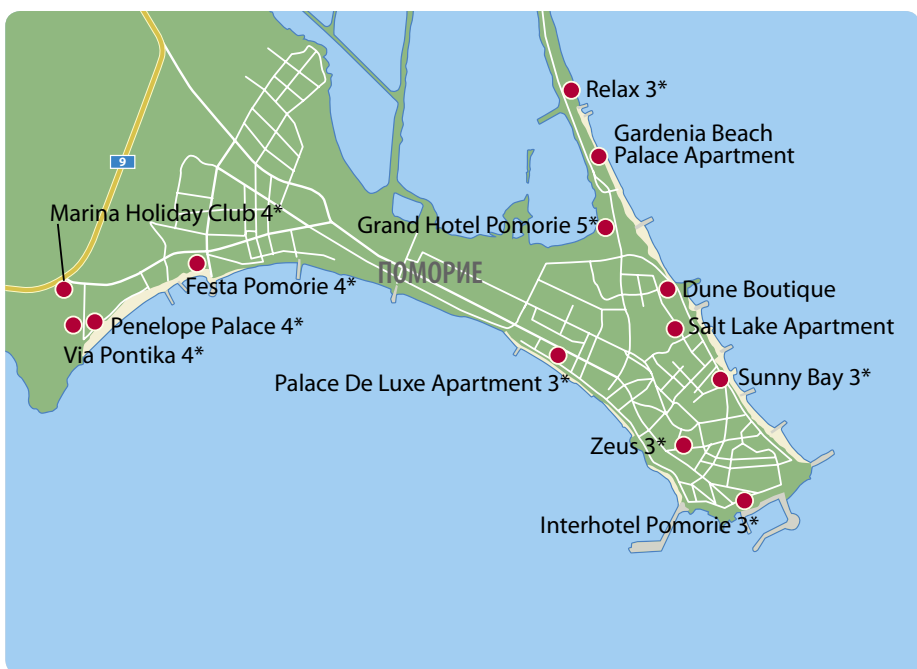 Relax 3*
Gardenia Beach
Palace Apartment
9
Marina Holiday Club 4*
Grand Hotel Pomorie 5*
ПОМОРИЕ
Festa Pomorie 4*
Dune Boutique
Penelope Palace 4*
Salt Lake Apartment
Via Pontika 4*
Palace De Luxe Apartment 3*
Sunny Bay 3*
Zeus 3*
Interhotel Pomorie 3*